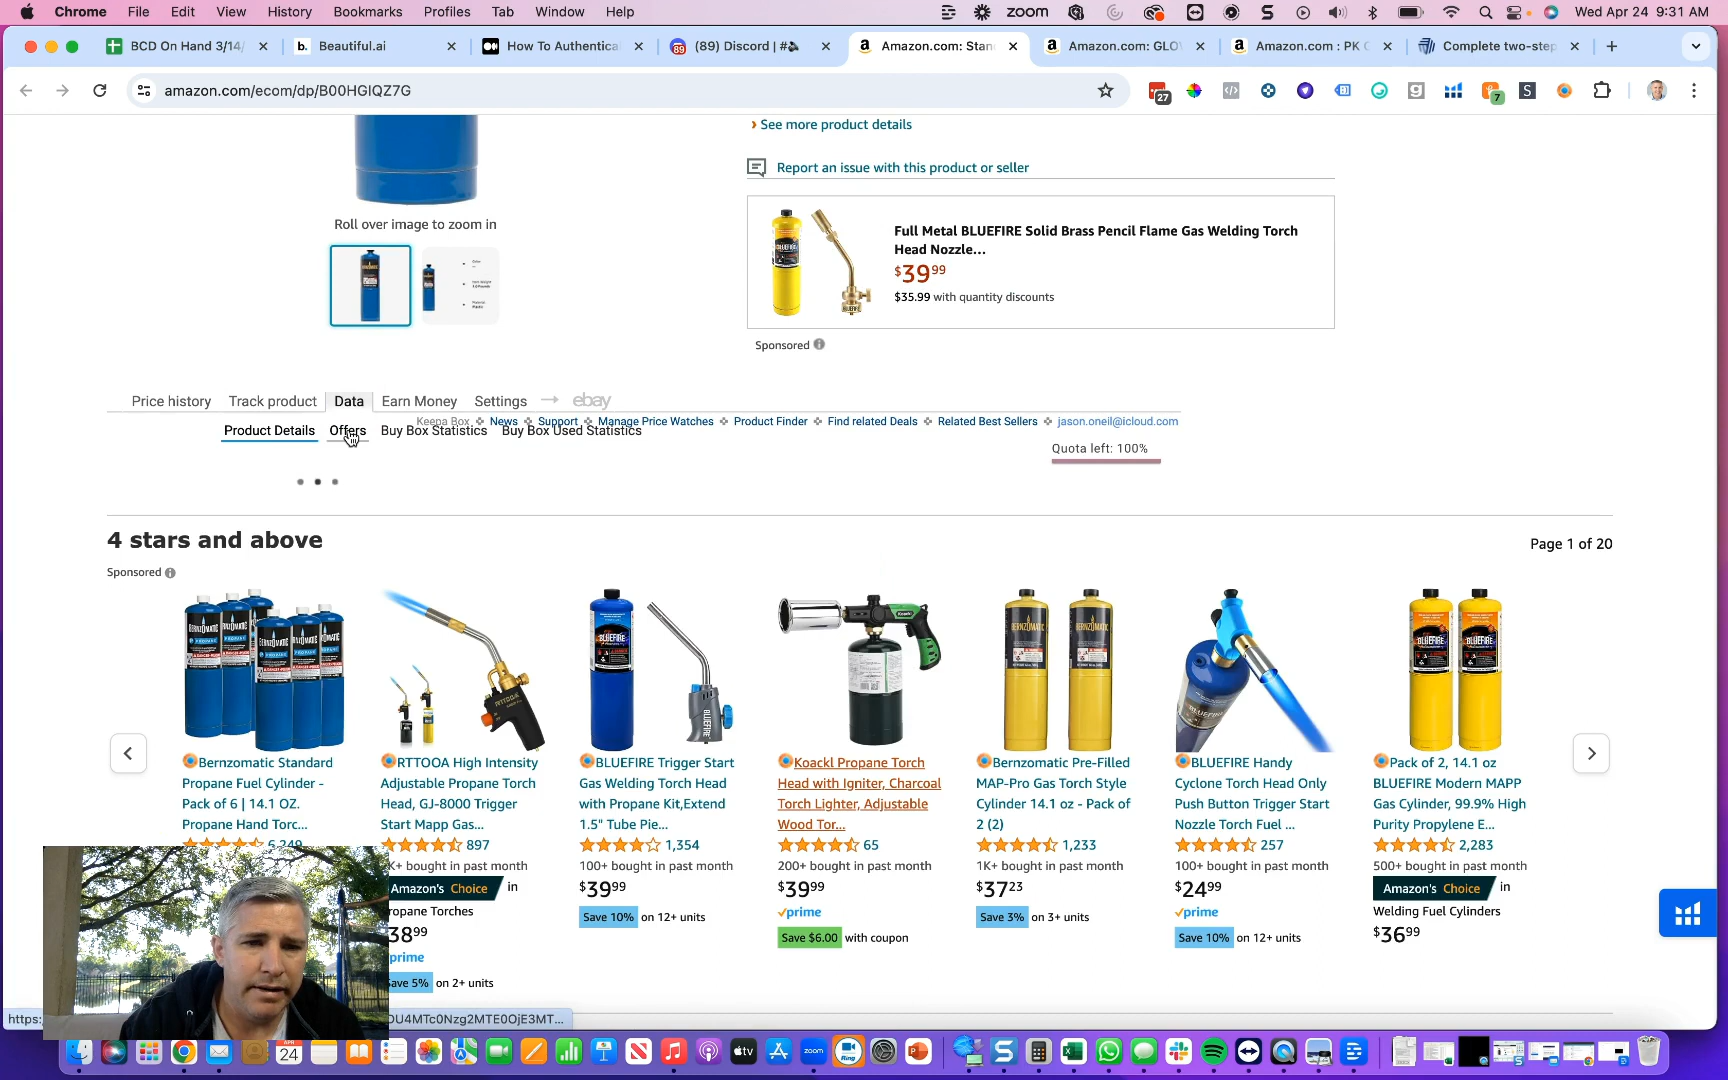 Chrome File Edit View History Bookmarks Profiles Tab Window Help zoom Wed Apr 24 9:31 AM
BCD On Hand 3/14/ b. Beautiful.ai How To Authentica 89 (89) Discord | # Amazon.com: Stan Amazon.com: GLO Amazon.com : PK Complete two-step
amazon.com/ecom/dp/B00HGIQZ7G 27 7 S
› See more product details
Report an issue with this product or seller
Roll over image to zoom in
Full Metal BLUEFIRE Solid Brass Pencil Flame Gas Welding Torch
Head Nozzle...
$39 99
$35.99 with quantity discounts
Sponsored
Price history Track product Data Earn Money Settings ebay
Keepa Box News Support Manage Price Watches Product Finder Find related Deals Related Best Sellers jason.oneil@icloud.com
Product Details Offers Buy Box Statistics Buy Box Used Statistics
Quota left: 100%
4 stars and above
Page 1 of 20
Sponsored
Bernzomatic Standard
Propane Fuel Cylinder -
Pack of 6 | 14.1 OZ.
Propane Hand Torc...
6,249
RTTOOA High Intensity
Adjustable Propane Torch
Head, GJ-8000 Trigger
Start Mapp Gas...
897
K+ bought in past month
Amazon's Choice in
ropane Torches
38 99
rime
ave 5% on 2+ units
BLUEFIRE Trigger Start
Gas Welding Torch Head
with Propane Kit,Extend
1.5" Tube Pie...
1,354
100+ bought in past month
$39 99
Save 10% on 12+ units
Koackl Propane Torch
Head with Igniter, Charcoal
Torch Lighter, Adjustable
Wood Tor...
65
200+ bought in past month
$39 99
prime
Save $6.00 with coupon
Bernzomatic Pre-Filled
MAP-Pro Gas Torch Style
Cylinder 14.1 oz - Pack of
2 (2)
1,233
1K+ bought in past month
$37 23
Save 3% on 3+ units
BLUEFIRE Handy
Cyclone Torch Head Only
Push Button Trigger Start
Nozzle Torch Fuel ...
257
100+ bought in past month
$24 99
prime
Save 10% on 12+ units
Pack of 2, 14.1 oz
BLUEFIRE Modern MAPP
Gas Cylinder, 99.9% High
Purity Propylene E...
2,283
500+ bought in past month
Amazon's Choice in
Welding Fuel Cylinders
$36 99
https: DU4MTc0Nzg2MTE0OjE3MT...
APR
24
tv
zoom
Ring